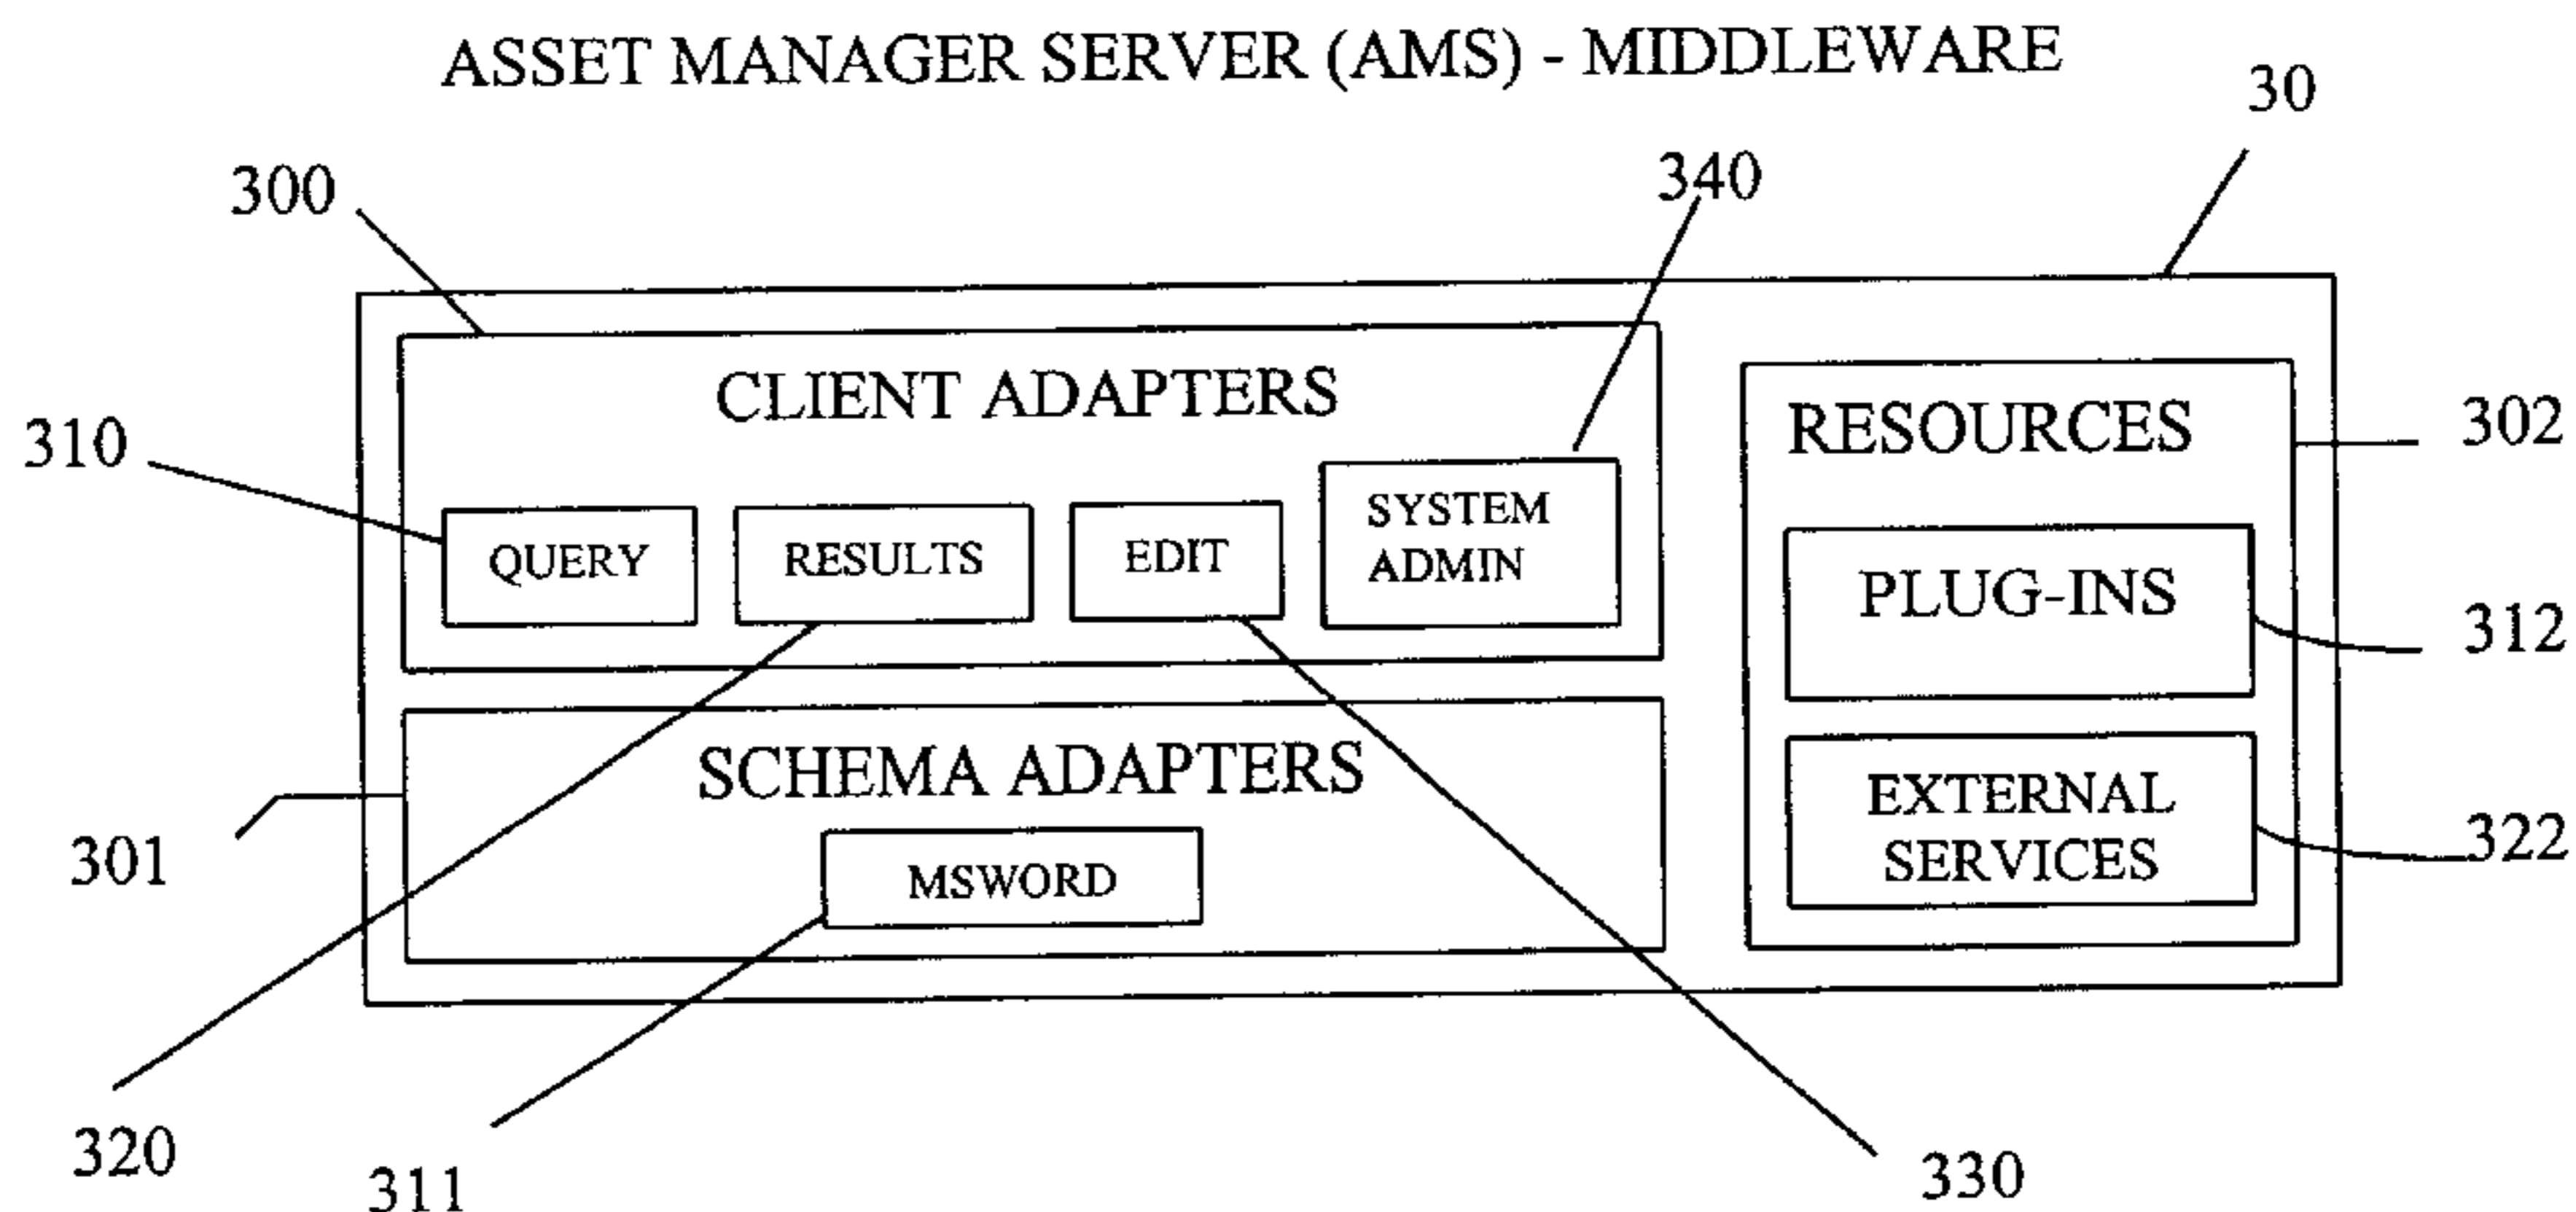 ASSET MANAGER SERVER (AMS) - MIDDLEWARE
30
300
340
CLIENT ADAPTERS
RESOURCES
302
310
QUERY
RESULTS
EDIT
SYSTEM
ADMIN
PLUG-INS
312
SCHEMA ADAPTERS
EXTERNAL
SERVICES
322
301
MSWORD
320
311
330